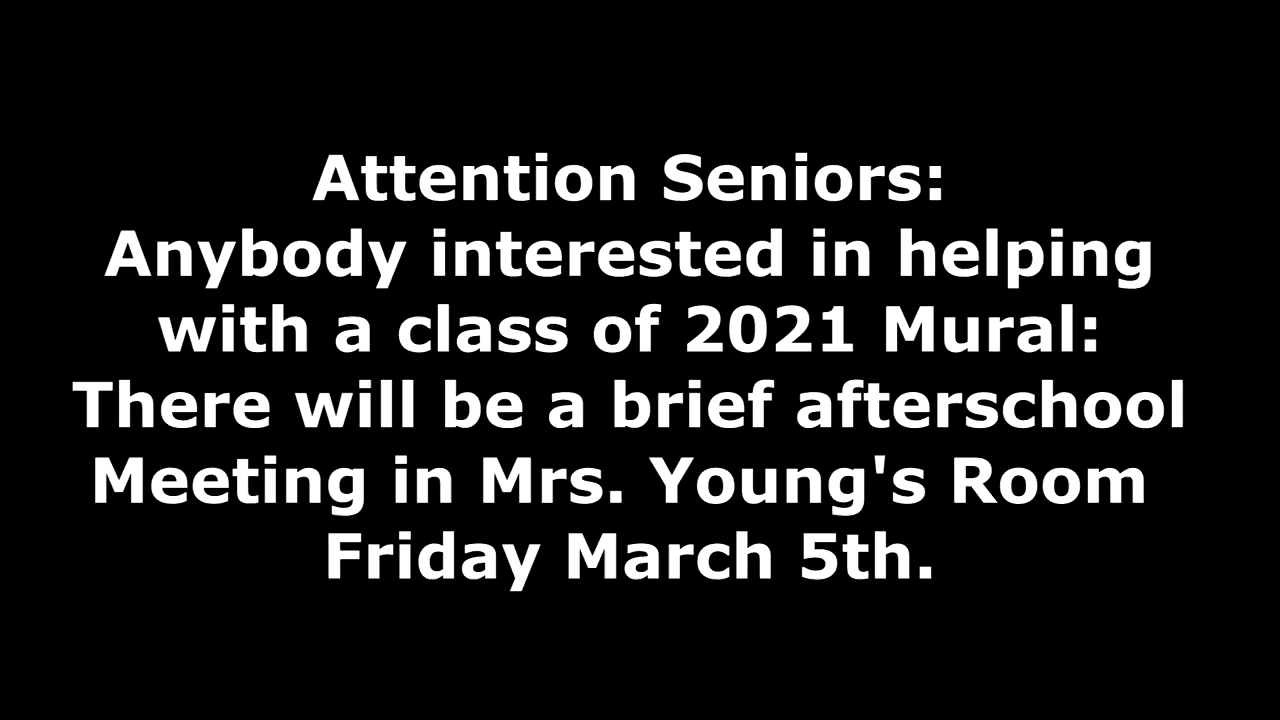 Attention Seniors:
Anybody interested in helping
with a class of 2021 Mural:
There will be a brief afterschool
Meeting in Mrs. Young's Room
Friday March 5th.